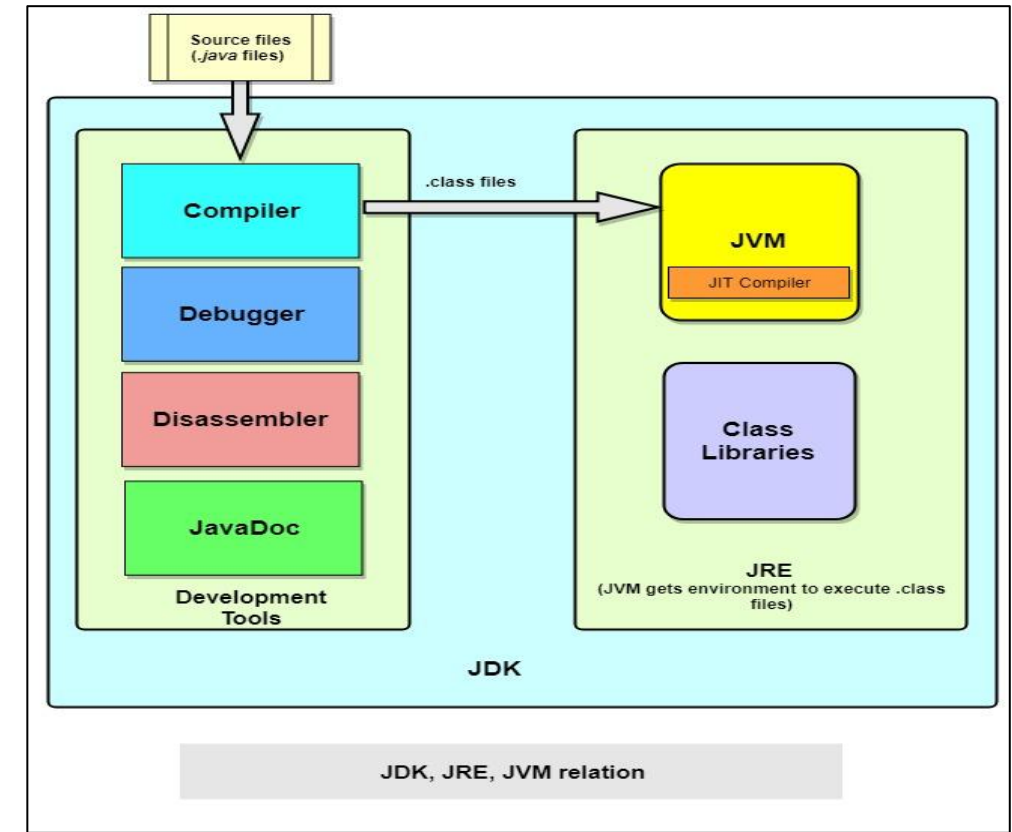 Source files
(.java files)
Compiler
.class files
JVM
JIT Compiler
Debugger
Disassembler
Class
Libraries
JavaDoc
Development
Tools
JRE
(JVM gets environment to execute .class
files)
JDK
JDK, JRE, JVM relation